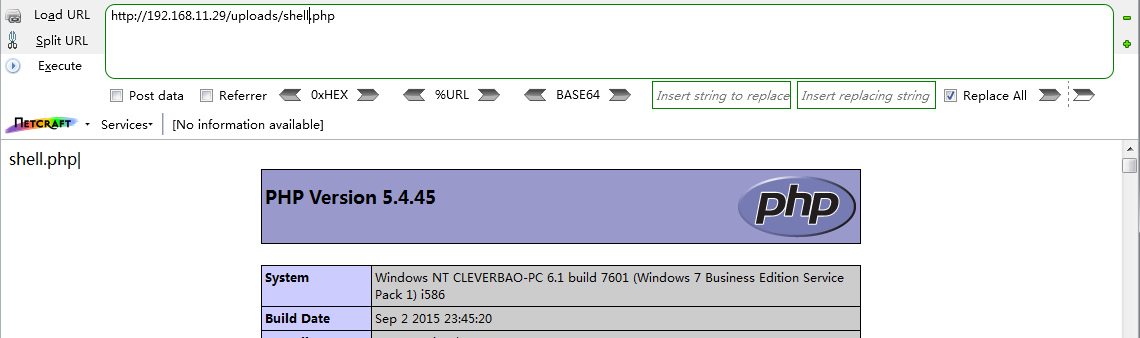 Load URL
http://192.168.11.29/uploads/shell.php
Split URL
Execute
Post data Referrer 0xHEX %URL BASE64 Insert string to replace Insert replacing string Replace All
NETCRAFT Services [No information available]
shell.php
PHP Version 5.4.45
php
System Windows NT CLEVERBAO-PC 6.1 build 7601 (Windows 7 Business Edition Service
Pack 1) i586
Build Date Sep 2 2015 23:45:20